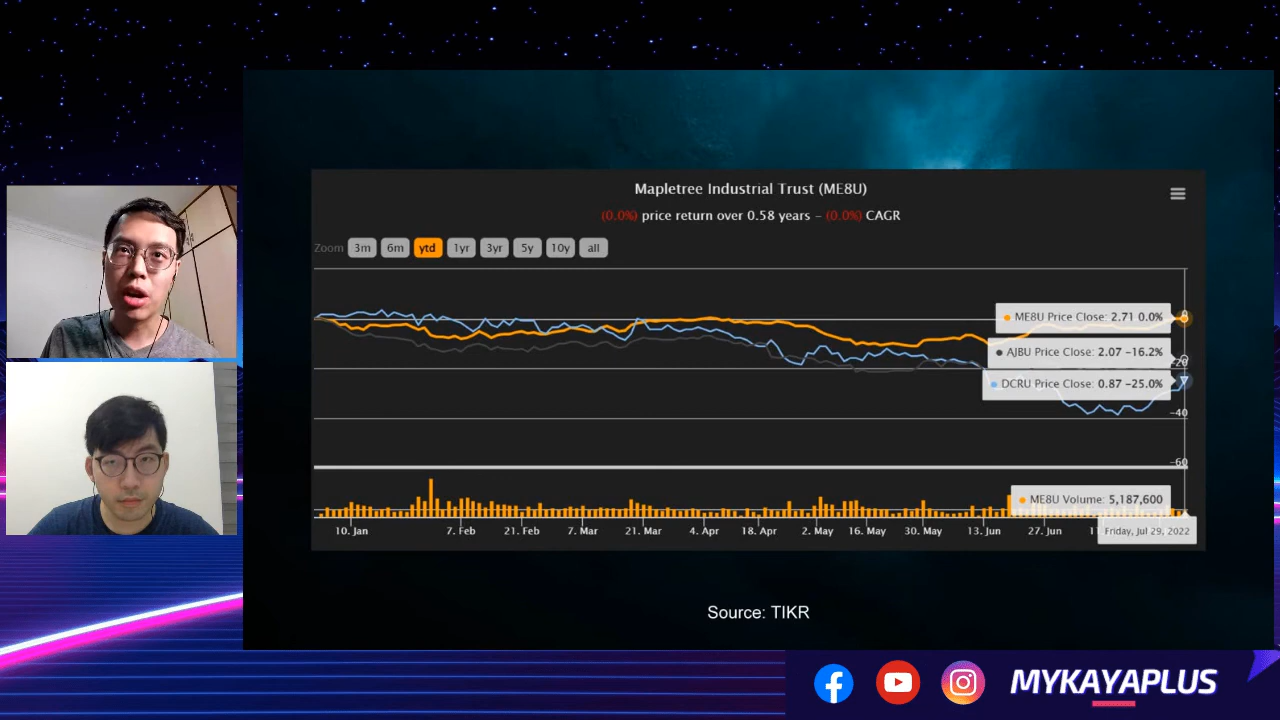 Mapletree Industrial Trust (ME8U)
(0.0%) price return over 0.58 years – (0.0%) CAGR
Zoom 3m 6m ytd 1yr 3yr 5y 10y all
ME8U Price Close: 2.71 0.0%
0
AJBU Price Close: 2.07 -16.2%
-20
DCRU Price Close: 0.87 -25.0%
-40
-60
ME8U Volume: 5,187,600
10. Jan 7. Feb 21. Feb 7. Mar 21. Mar 4. Apr 18. Apr 2. May 16. May 30. May 13. Jun 27. Jun
Friday, Jul 29, 2022
Source: TIKR
MYKAYAPLUS